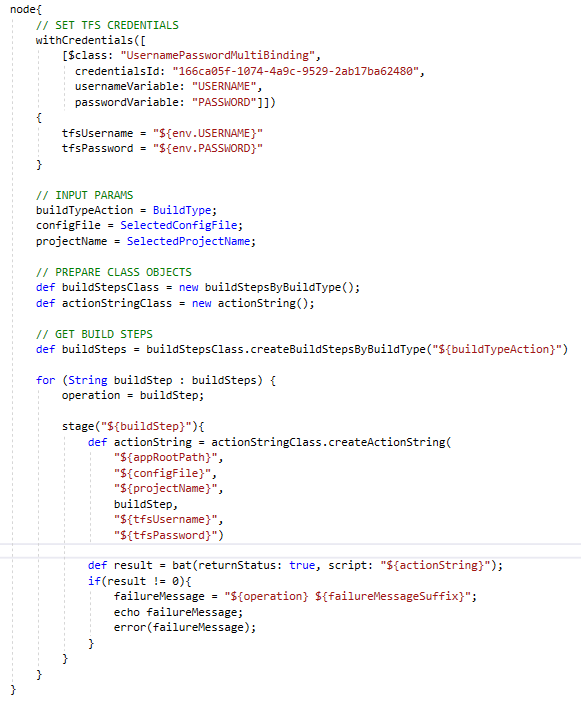 node{
    // SET TFS CREDENTIALS
    withCredentials([
        [$class: "UsernamePasswordMultiBinding",
          credentialsId: "166ca05f-1074-4a9c-9529-2ab17ba62480",
          usernameVariable: "USERNAME",
          passwordVariable: "PASSWORD"]])
    {
        tfsUsername = "${env.USERNAME}"
        tfsPassword = "${env.PASSWORD}"
    }

    // INPUT PARAMS
    buildTypeAction = BuildType;
    configFile = SelectedConfigFile;
    projectName = SelectedProjectName;

    // PREPARE CLASS OBJECTS
    def buildStepsClass = new buildStepsByBuildType();
    def actionStringClass = new actionString();

    // GET BUILD STEPS
    def buildSteps = buildStepsClass.createBuildStepsByBuildType("${buildTypeAction}")

    for (String buildStep : buildSteps) {
        operation = buildStep;

        stage("${buildStep}"){
            def actionString = actionStringClass.createActionString(
                "${appRootPath}",
                "${configFile}",
                "${projectName}",
                buildStep,
                "${tfsUsername}",
                "${tfsPassword}")

            def result = bat(returnStatus: true, script: "${actionString}");
            if(result != 0){
                failureMessage = "${operation} ${failureMessageSuffix}";
                echo failureMessage;
                error(failureMessage);
            }
        }
    }
}